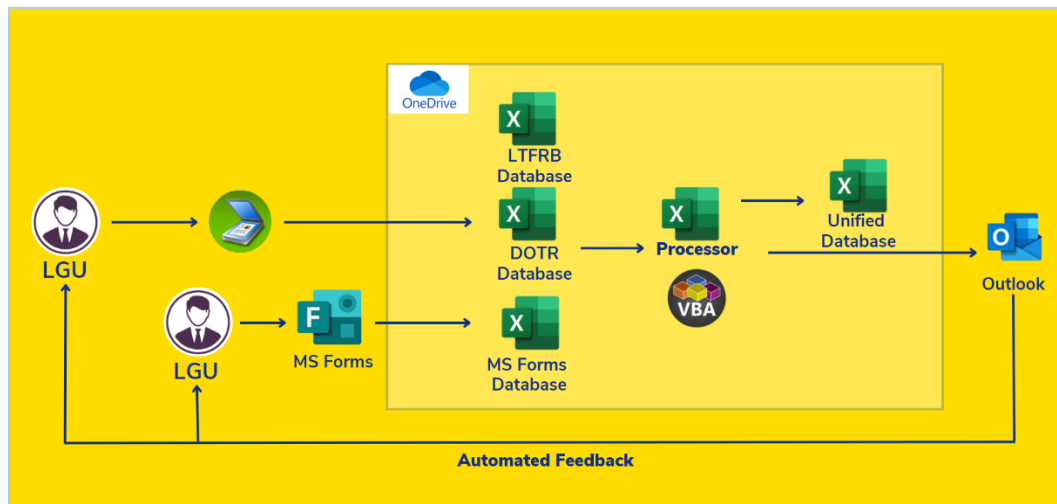 OneDrive
X
LTFRB
Database
X
DOTR
Database
X
MS Forms
Database
X
Processor
VBA
X
Unified
Database
O
Outlook
LGU
LGU
F
MS Forms
Automated Feedback